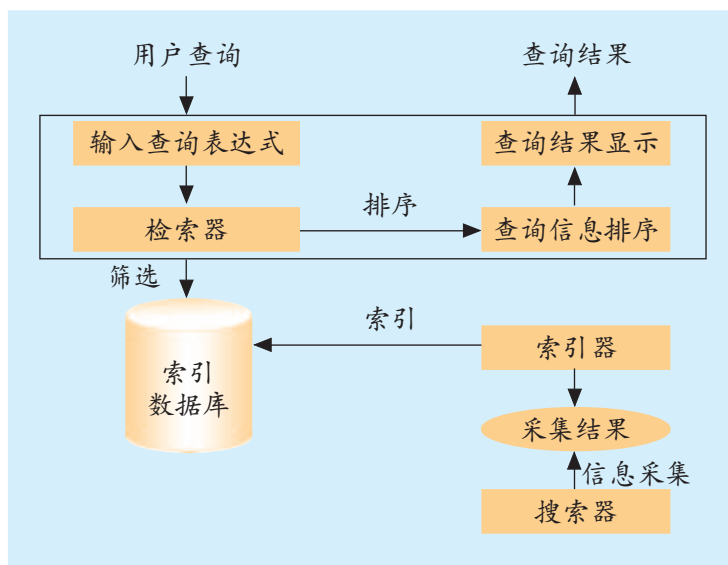 用户查询
查询结果
输入查询表达式
查询结果显示
检索器
排序
查询信息排序
筛选
索引
数据库
索引
索引器
采集结果
信息采集
搜索器